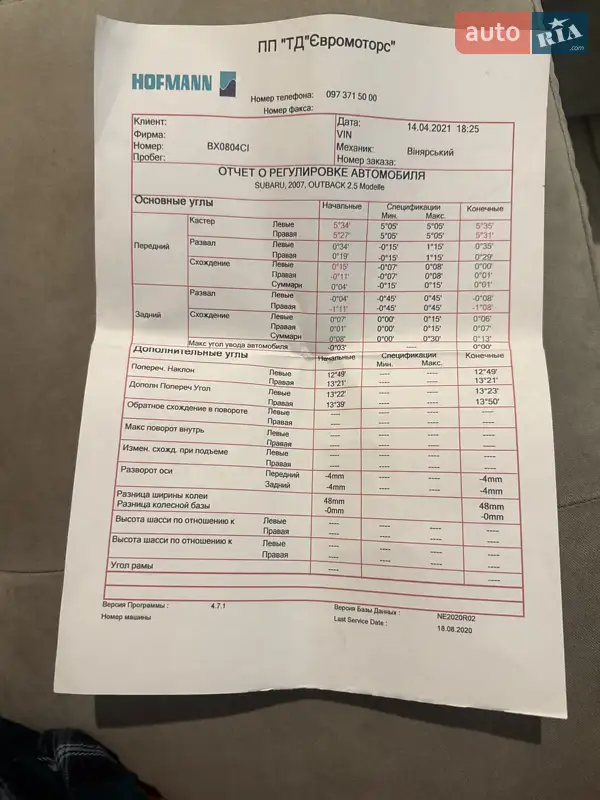 auto RIA .com
ПП "ТД"Євромоторс"
HOFMANN
Номер телефона: 097 371 50 00
Номер факса:
Клиент:
Фирма:
Номер: BX0804CI
Пробег:
Дата: 14.04.2021 18:25
VIN
Механик: Вінярський
Номер заказа:
ОТЧЕТ О РЕГУЛИРОВКЕ АВТОМОБИЛЯ
SUBARU, 2007, OUTBACK 2.5 Modelle
Основные углы Начальные Спецификации Конечные
Мин. Макс.
Передний
Кастер Левые 5°34' 5°05' 5°05' 5°35'
Правая 5°27' 5°05' 5°05' 5°31'
Развал Левые 0°34' -0°15' 1°15' 0°35'
Правая 0°19' -0°15' 1°15' 0°29'
Схождение Левые 0°15' -0°07' 0°08' 0°00'
Правая -0°11' -0°07' 0°08' 0°01'
Суммарн 0°04' -0°15' 0°15' 0°01'
Задний
Развал Левые -0°04' -0°45' 0°45' -0°08'
Правая -1°11' -0°45' 0°45' -1°08'
Схождение Левые 0°07' 0°00' 0°15' 0°06'
Правая 0°01' 0°00' 0°15' 0°07'
Суммарн -0°08' 0°00' 0°30' 0°13'
Макс угол увода автомобиля -0°03' ---- 0°00'
Дополнительные углы Начальные Спецификации Конечные
Мин. Макс.
Попереч. Наклон Левые 12°49' ---- ---- 12°49'
Правая 13°21' ---- ---- 13°21'
Дополн Попереч Угол Левые 13°22' ---- ---- 13°23'
Правая 13°39' ---- ---- 13°50'
Обратное схождение в повороте Левые ---- ---- ---- ----
Правая ---- ---- ---- ----
Макс поворот внутрь Левые ---- ---- ---- ----
Правая ---- ---- ---- ----
Измен. схожд. при подъеме Левые ---- ---- ---- ----
Правая ---- ---- ---- ----
Разворот оси Передний -4mm ---- ---- -4mm
Задний -4mm ---- ---- -4mm
Разница ширины колеи 48mm 48mm
Разница колесной базы -0mm -0mm
Высота шасси по отношению к Левые ---- ---- ---- ----
Правая ---- ---- ---- ----
Высота шасси по отношению к Левые ---- ---- ---- ----
Правая ---- ---- ---- ----
Угол рамы ---- ----
Версия Программы : 4.7.1
Номер машины
Версия Базы Данных : NE2020R02
Last Service Date : 18.08.2020